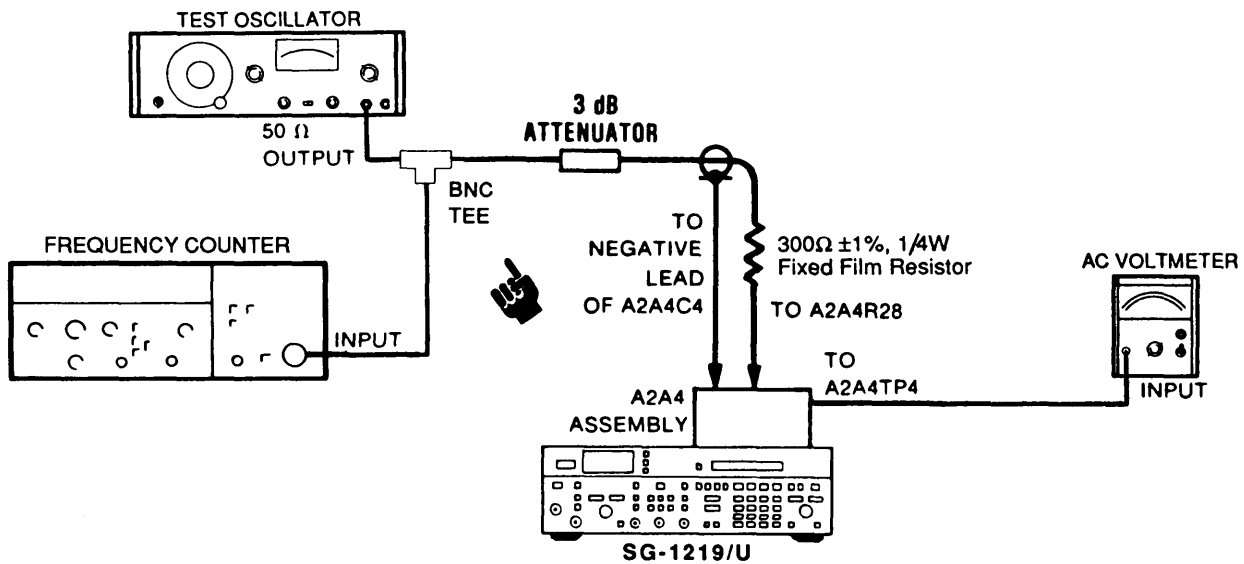 TEST OSCILLATOR
50 Ω
OUTPUT
3 dB
ATTENUATOR
BNC
TEE
FREQUENCY COUNTER
INPUT
TO
NEGATIVE
LEAD
OF A2A4C4
300Ω ±1%, 1/4W
Fixed Film Resistor
TO A2A4R28
AC VOLTMETER
INPUT
TO
A2A4TP4
A2A4
ASSEMBLY
SG-1219/U